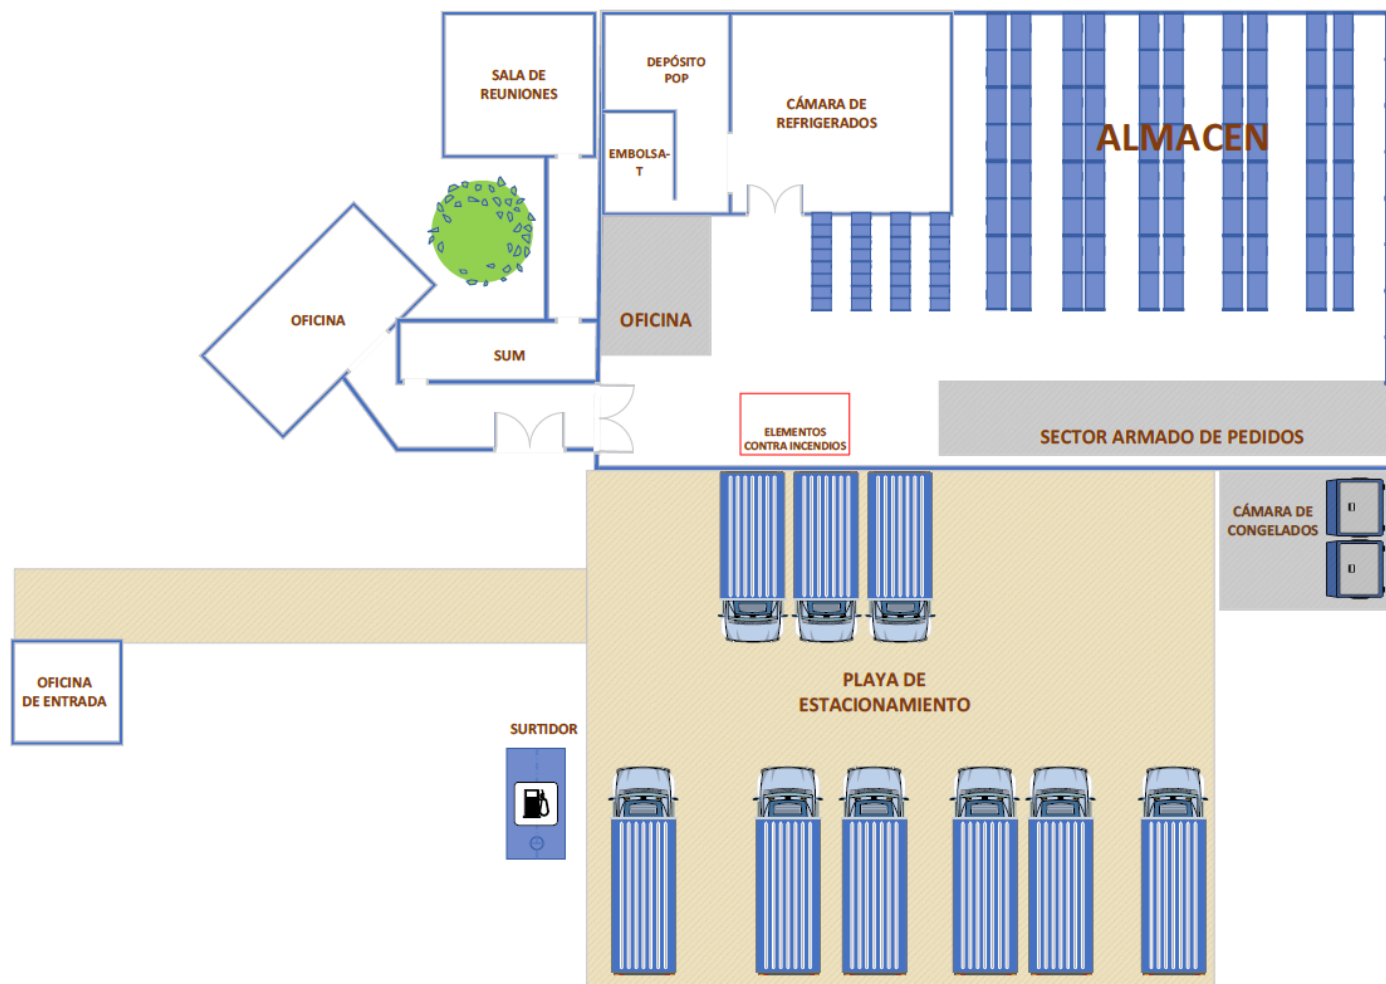 SALA DE
REUNIONES
DEPÓSITO
POP
CÁMARA DE
REFRIGERADOS
ALMACEN
EMBOLSA-
T
OFICINA
OFICINA
SUM
ELEMENTOS
CONTRA INCENDIOS
SECTOR ARMADO DE PEDIDOS
CÁMARA DE
CONGELADOS
OFICINA
DE ENTRADA
PLAYA DE
ESTACIONAMIENTO
SURTIDOR